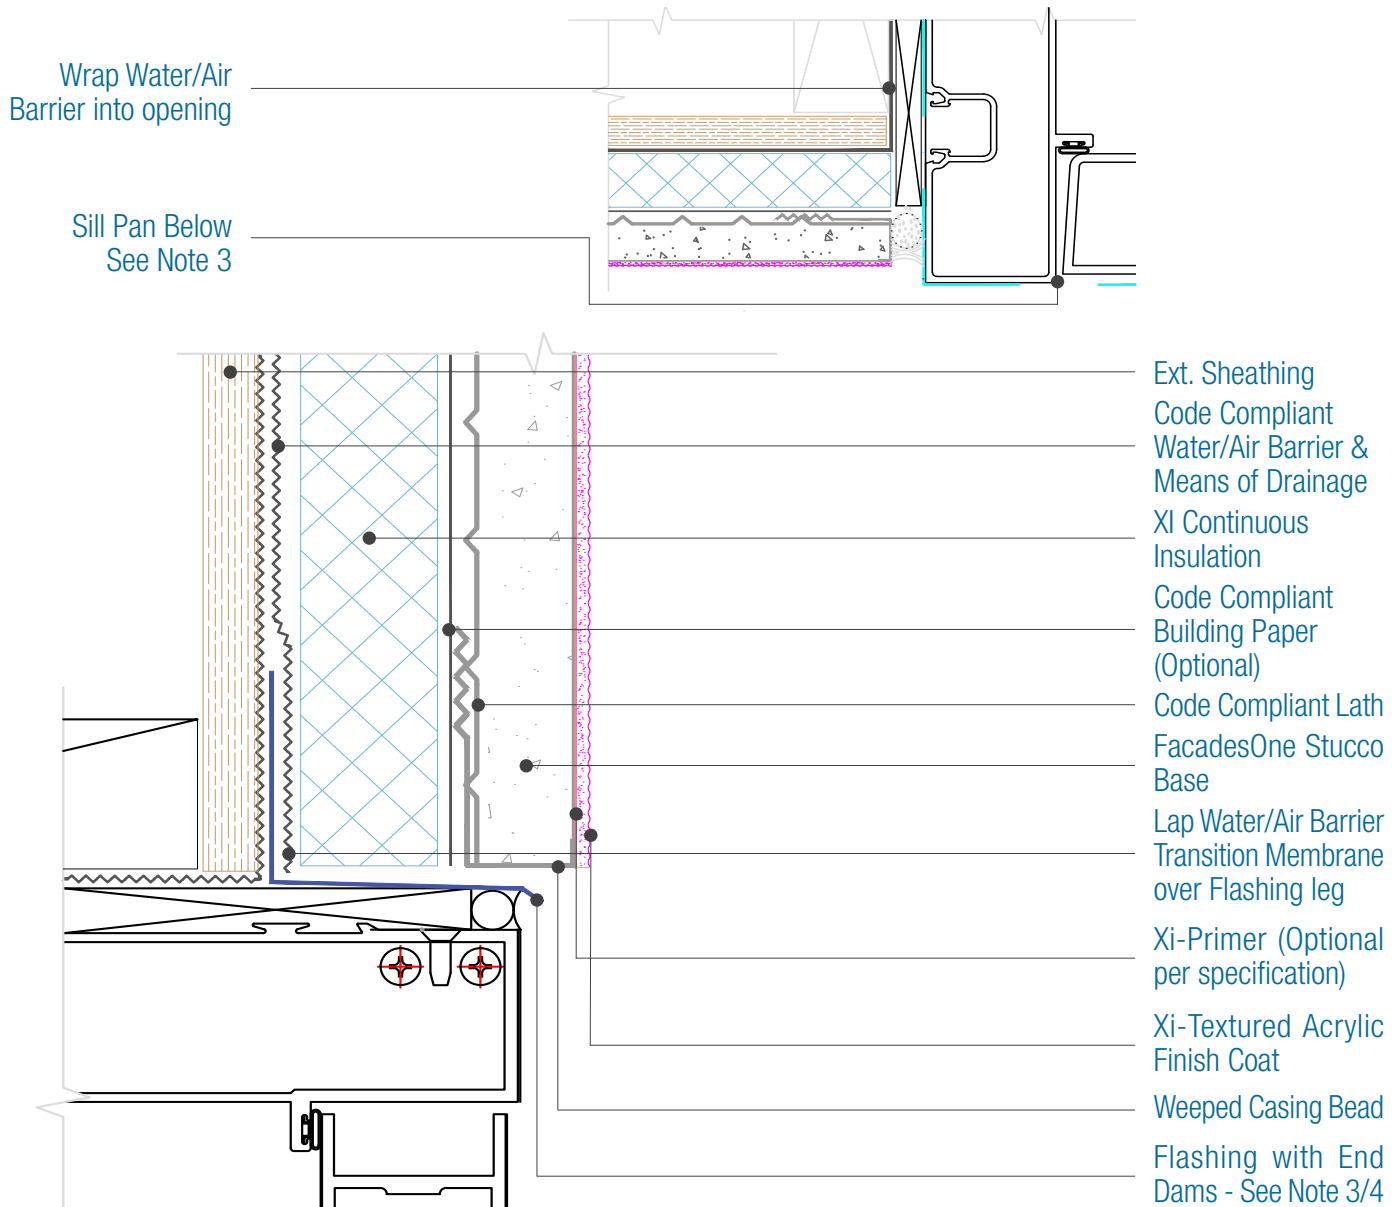 Wrap Water/Air
Barrier into opening
Sill Pan Below
See Note 3
Ext. Sheathing
Code Compliant
Water/Air Barrier &
Means of Drainage
XI Continuous
Insulation
Code Compliant
Building Paper
(Optional)
Code Compliant Lath
FacadesOne Stucco
Base
Lap Water/Air Barrier
Transition Membrane
over Flashing leg
Xi-Primer (Optional
per specification)
Xi-Textured Acrylic
Finish Coat
Weeped Casing Bead
Flashing with End
Dams - See Note 3/4